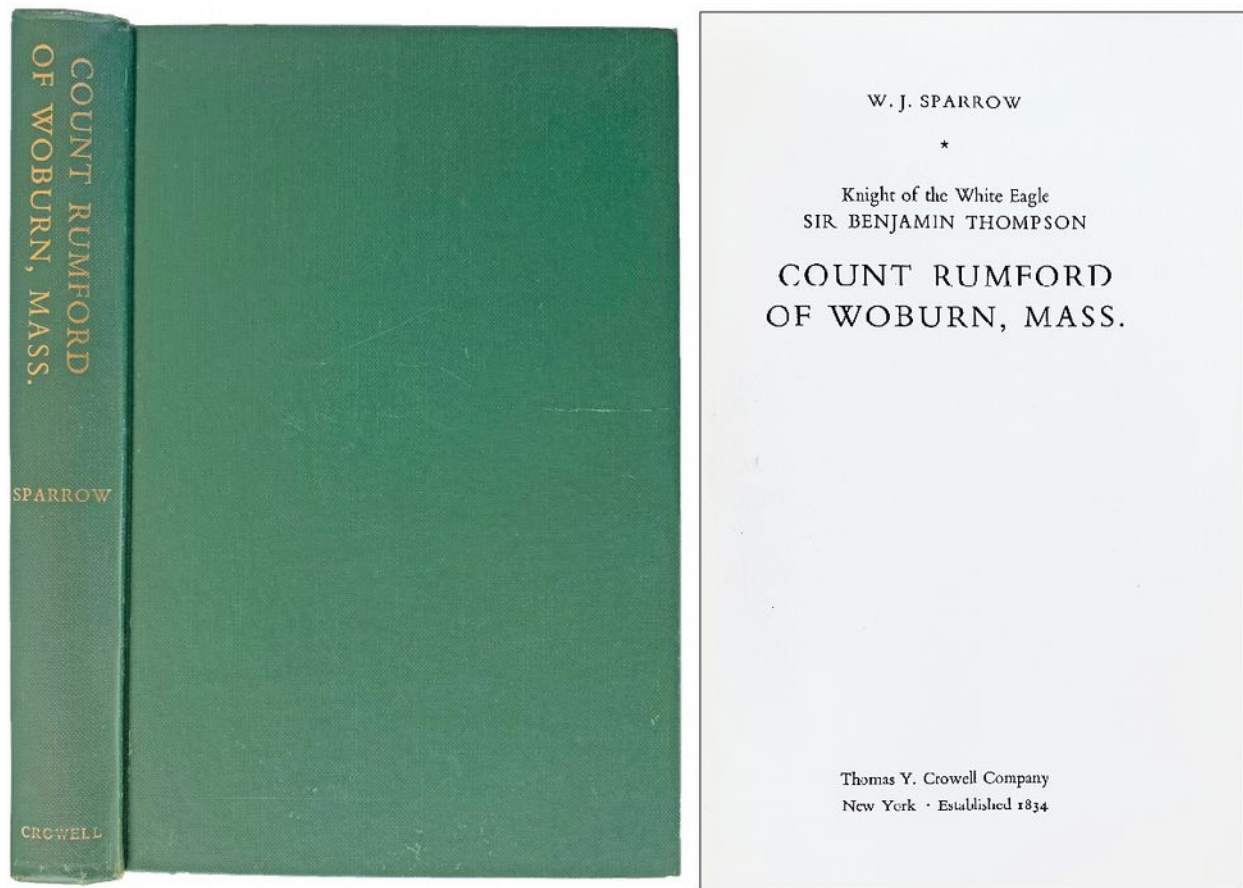 COUNT RUMFORD
OF WOBURN, MASS.
SPARROW
CROWELL
W. J. SPARROW
*
Knight of the White Eagle
SIR BENJAMIN THOMPSON
COUNT RUMFORD
OF WOBURN, MASS.
Thomas Y. Crowell Company
New York · Established 1834